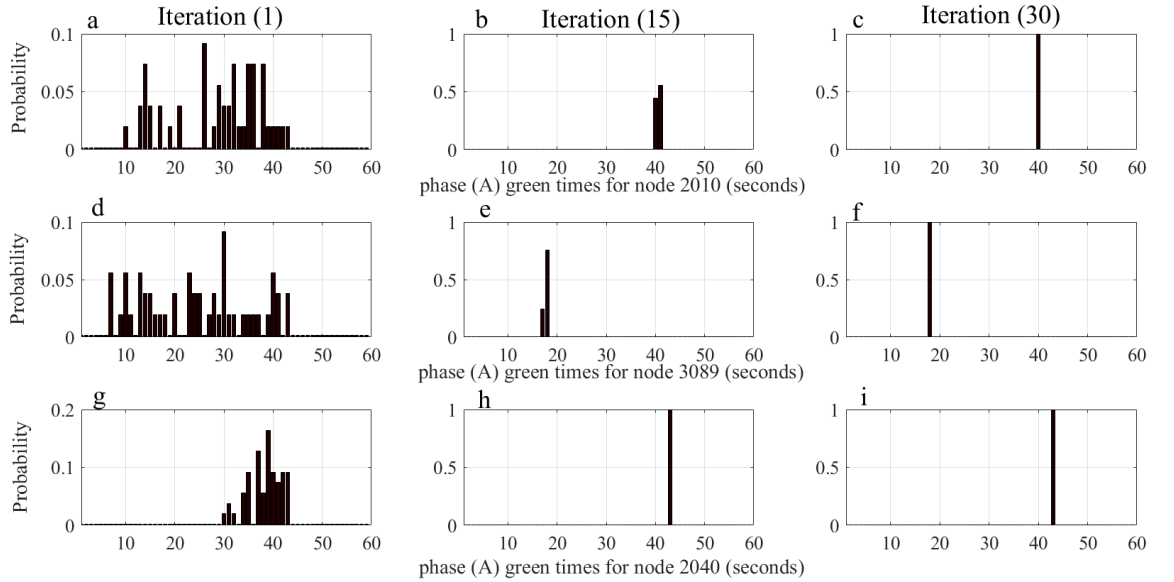 Iteration (1) Iteration (15) Iteration (30)
a b c
Probability
0.1 1 1
0.05 0.5 0.5
0 0 0
10 20 30 40 50 60 10 20 30 40 50 60 10 20 30 40 50 60
phase (A) green times for node 2010 (seconds)
d e f
Probability
0.1 1 1
0.05 0.5 0.5
0 0 0
10 20 30 40 50 60 10 20 30 40 50 60 10 20 30 40 50 60
phase (A) green times for node 3089 (seconds)
g h i
Probability
0.2 1 1
0.1 0.5 0.5
0 0 0
10 20 30 40 50 60 10 20 30 40 50 60 10 20 30 40 50 60
phase (A) green times for node 2040 (seconds)